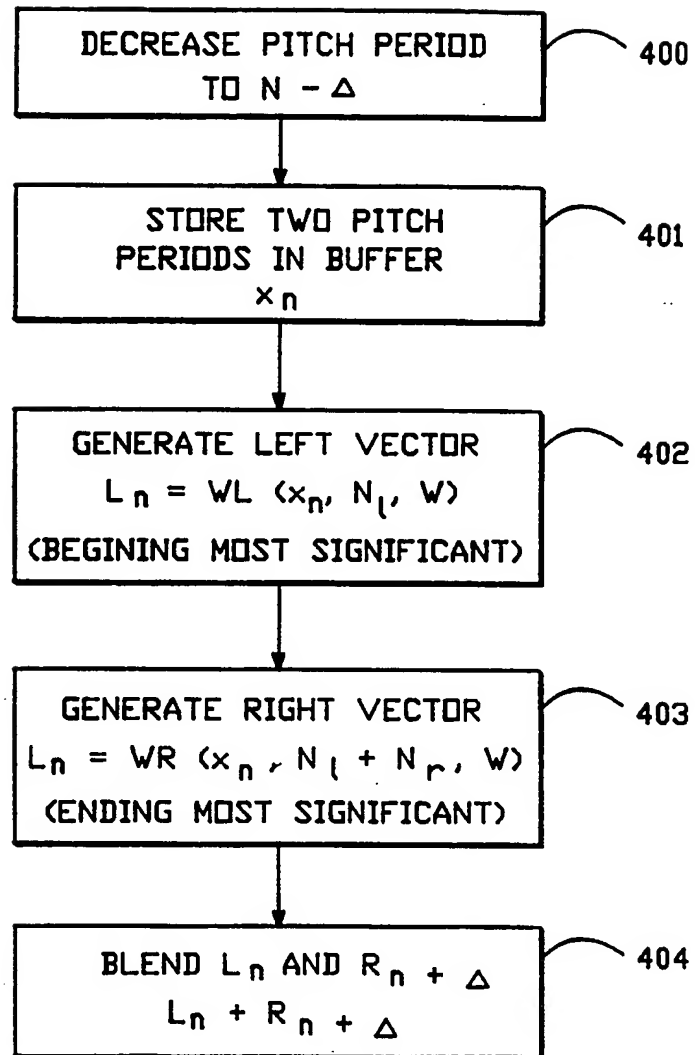 DECREASE PITCH PERIOD
TO N - Δ
400
STORE TWO PITCH
PERIODS IN BUFFER
xn
401
GENERATE LEFT VECTOR
Ln = WL (xn, Nl, W)
(BEGINING MOST SIGNIFICANT)
402
GENERATE RIGHT VECTOR
Ln = WR (xn, Nl + Nr, W)
(ENDING MOST SIGNIFICANT)
403
BLEND Ln AND Rn + Δ
Ln + Rn + Δ
404